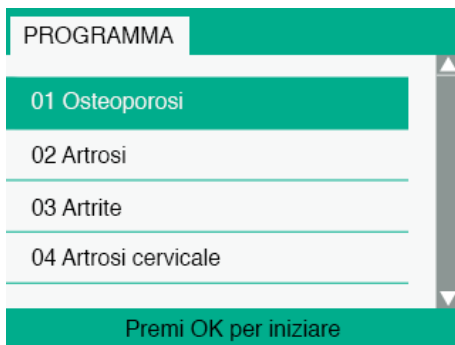 PROGRAMMA
01 Osteoporosi
02 Artrosi
03 Artrite
04 Artrosi cervicale
Premi OK per iniziare